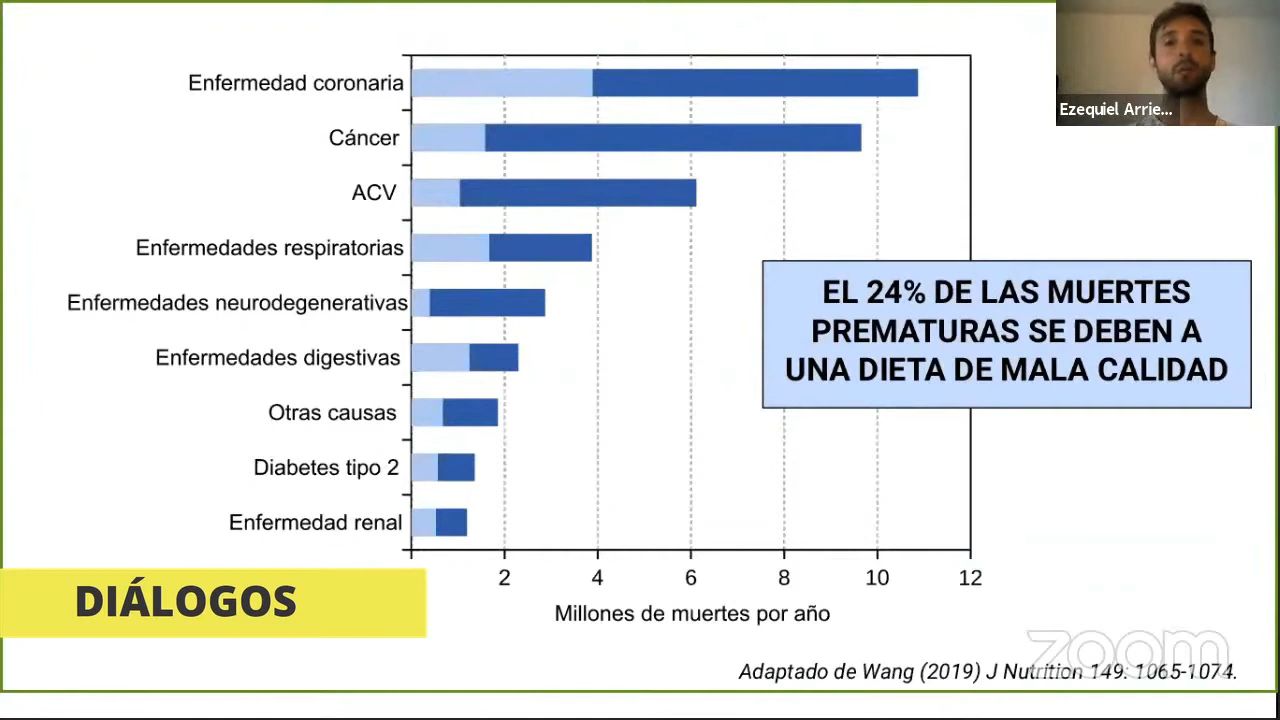 Ezequiel Arrie...
Enfermedad coronaria
Cáncer
ACV
Enfermedades respiratorias
Enfermedades neurodegenerativas
Enfermedades digestivas
Otras causas
Diabetes tipo 2
Enfermedad renal
EL 24% DE LAS MUERTES
PREMATURAS SE DEBEN A
UNA DIETA DE MALA CALIDAD
2 4 6 8 10 12
Millones de muertes por año
DIÁLOGOS
zoom
Adaptado de Wang (2019) J Nutrition 149: 1065-1074.